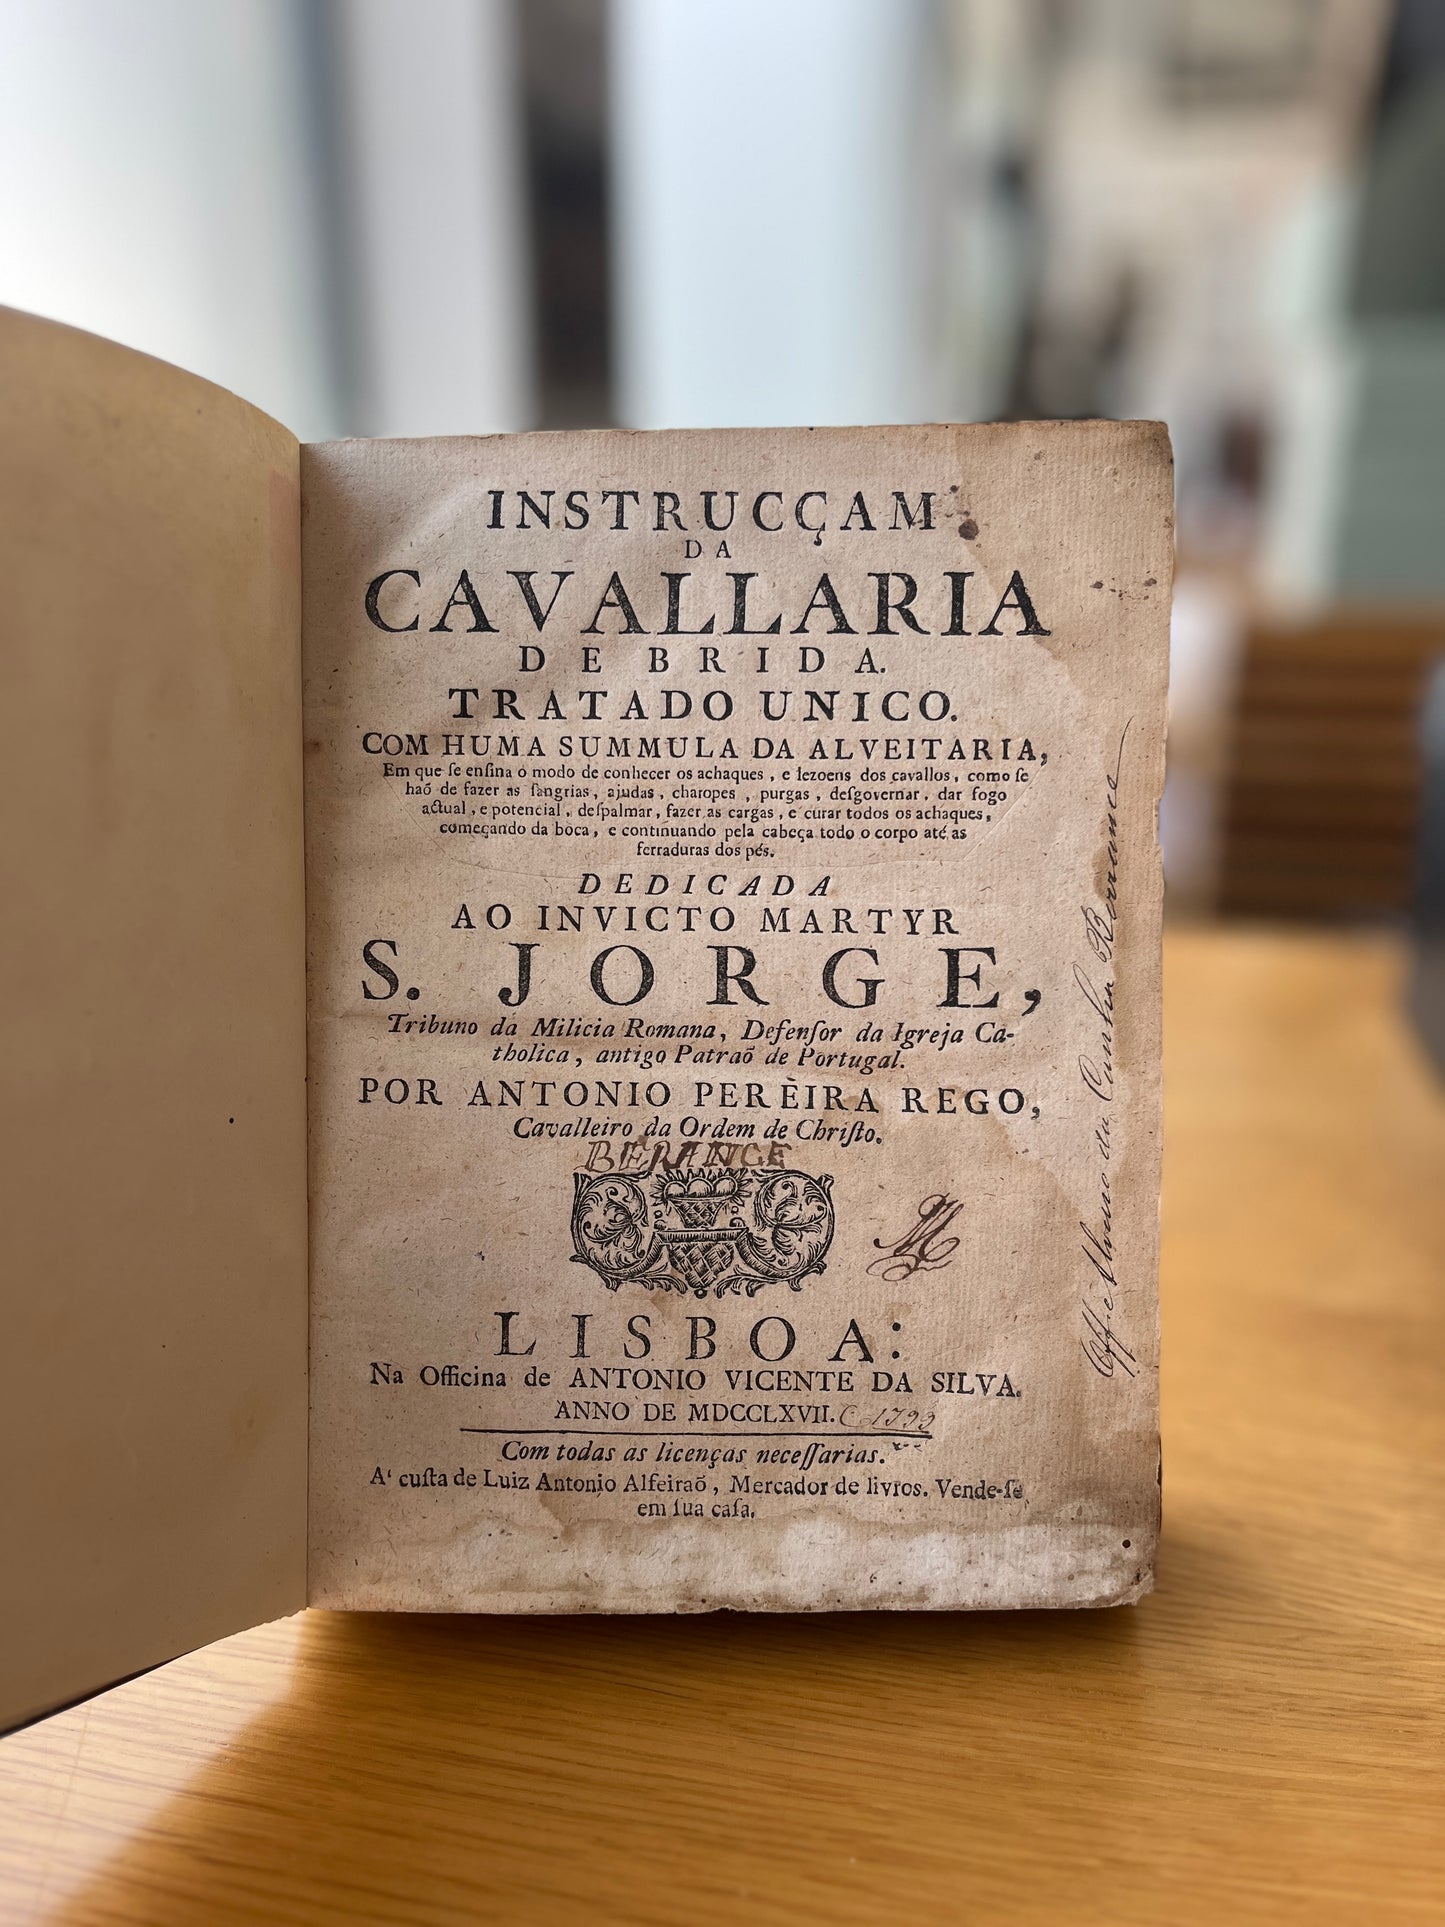 INSTRUCÇAM
DA
CAVALLARIA
DE BRIDA.
TRATADO UNICO.
COM HUMA SUMMULA DA ALVEITARIA,
Em que ſe enſina o modo de conhecer os achaques, e lezoens dos cavallos, como ſe
haõ de fazer as ſangrias, ajudas, charopes, purgas, deſgovernar, dar fogo
actual, e potencial, deſpalmar, fazer as cargas, e curar todos os achaques,
começando da boca, e continuando pela cabeça todo o corpo até as
ferraduras dos pés.
DEDICADA
AO INVICTO MARTYR
S. JORGE,
Tribuno da Milicia Romana, Defenſor da Igreja Ca-
tholica, antigo Patraõ de Portugal.
POR ANTONIO PERÈIRA REGO,
Cavalleiro da Ordem de Chriſto.
BÉRANGE
M
LISBOA:
Na Officina de ANTONIO VICENTE DA SILVA.
ANNO DE MDCCLXVII.
Com todas as licenças neceſſarias.
A' cuſta de Luiz Antonio Alfeiraõ, Mercador de livros. Vende-ſe
em ſua caſa.
Alvaro da Cunha